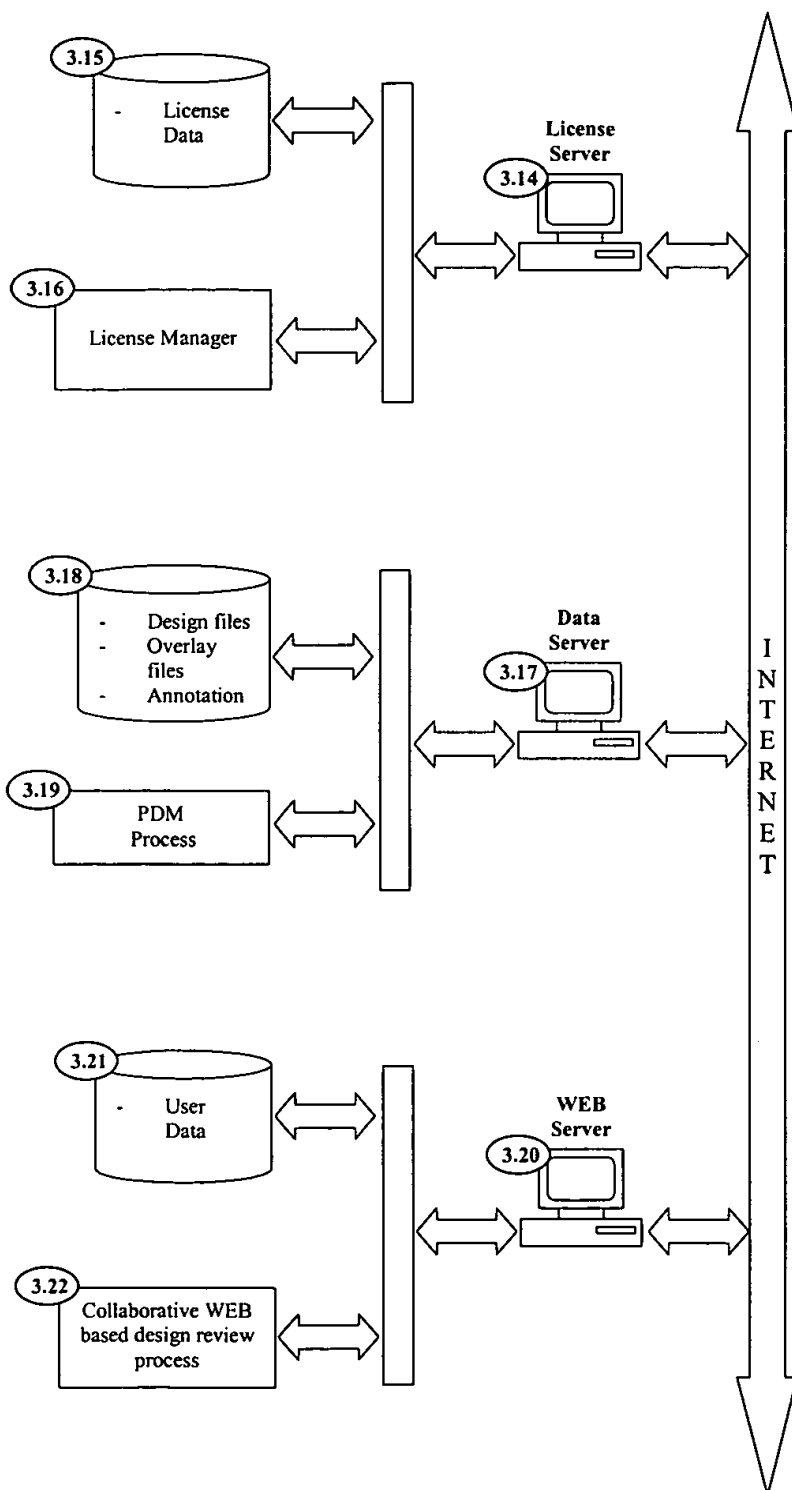 3.15
- License
Data
License
Server
3.14
3.16
License Manager
3.18
- Design files
- Overlay
files
- Annotation
Data
Server
3.17
3.19
PDM
Process
INTERNET
3.21
- User
Data
WEB
Server
3.20
3.22
Collaborative WEB
based design review
process